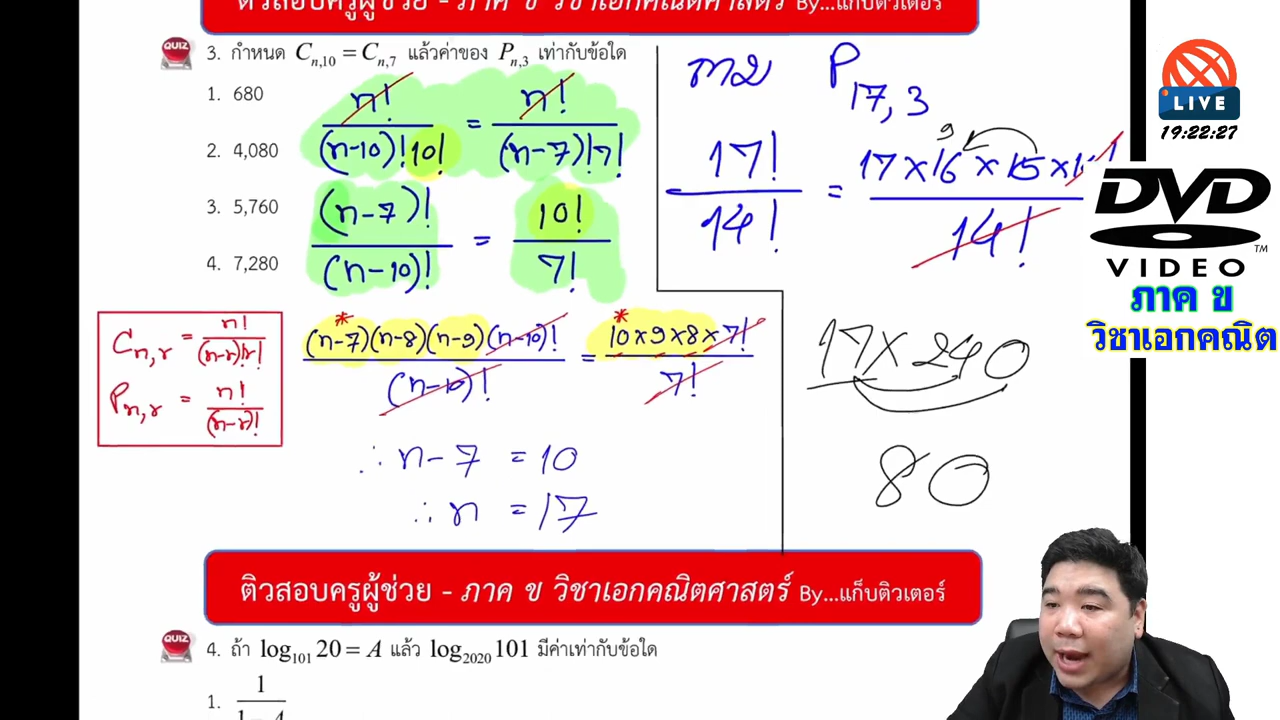 ติวสอบครูผู้ช่วย - ภาค ข วิชาเอกคณิตศาสตร์ By...แก็บติวเตอร์
QUIZ
3. กำหนด C_{n,10} = C_{n,7} แล้วค่าของ P_{n,3} เท่ากับข้อใด
1. 680
2. 4,080
3. 5,760
4. 7,280
n!/(n-10)!10! = n!/(n-7)!7!
(n-7)!/(n-10)! = 10!/7!
(n-7)(n-8)(n-9)(n-10)!/(n-10)! = 10×9×8×7!/7!
* *
∴ n-7 = 10
∴ n = 17
C_{n,r} = n!/(n-r)!r!
P_{n,r} = n!/(n-r)!
P_{17,3}
17!/14! = 17×16×15×14!/14!
17×240
80
LIVE
19:22:27
DVD
VIDEO™
ภาค ข
วิชาเอกคณิต
ติวสอบครูผู้ช่วย - ภาค ข วิชาเอกคณิตศาสตร์ By...แก็บติวเตอร์
QUIZ
4. ถ้า log_{101} 20 = A แล้ว log_{2020} 101 มีค่าเท่ากับข้อใด
1. 1/1-A